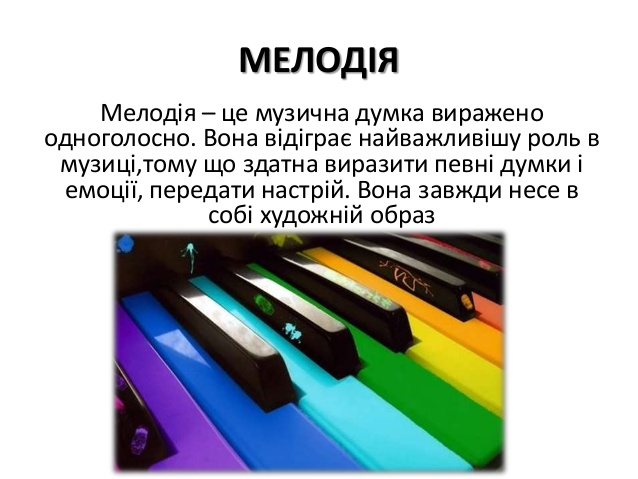 МЕЛОДІЯ
Мелодія – це музична думка виражено
одноголосно. Вона відіграє найважливішу роль в
музиці,тому що здатна виразити певні думки і
емоції, передати настрій. Вона завжди несе в
собі художній образ